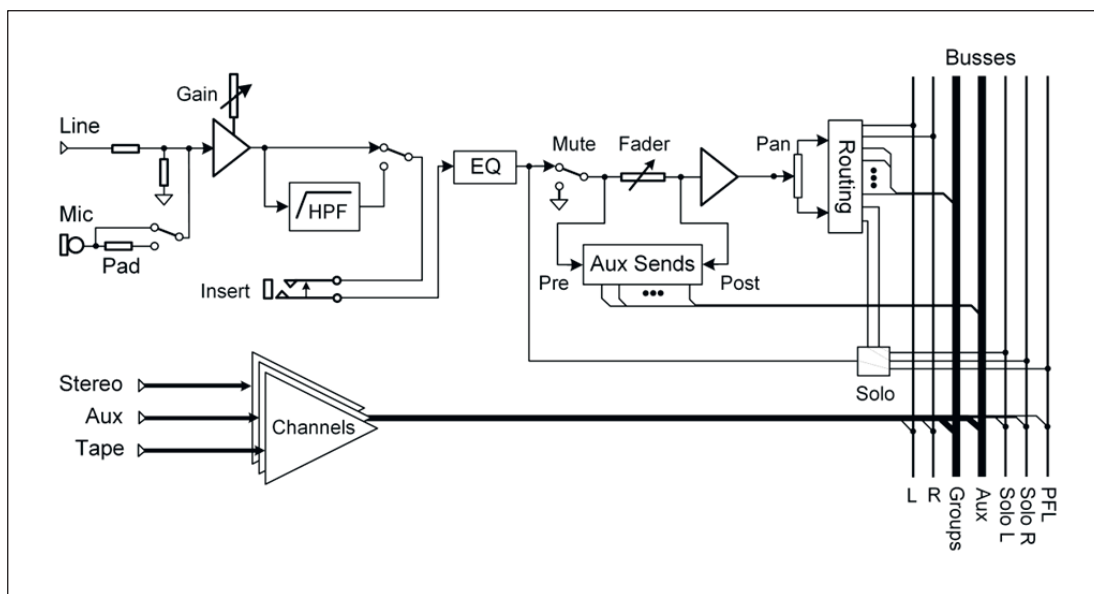 Busses
Gain
Line
Mute
Fader
Pan
Routing
EQ
HPF
Mic
Pad
Insert
Pre
Aux Sends
Post
Solo
Stereo
Aux
Tape
Channels
L
R
Groups
Aux
Solo L
Solo R
PFL